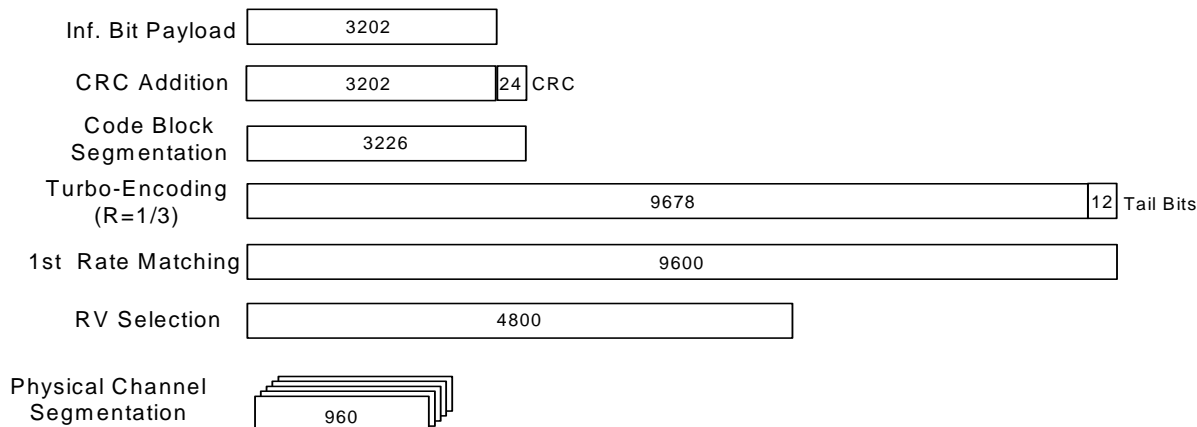 Inf. Bit Payload 3202
CRC Addition 3202 24 CRC
Code Block
Segmentation 3226
Turbo-Encoding
(R=1/3) 9678 12 Tail Bits
1st Rate Matching 9600
RV Selection 4800
Physical Channel
Segmentation 960